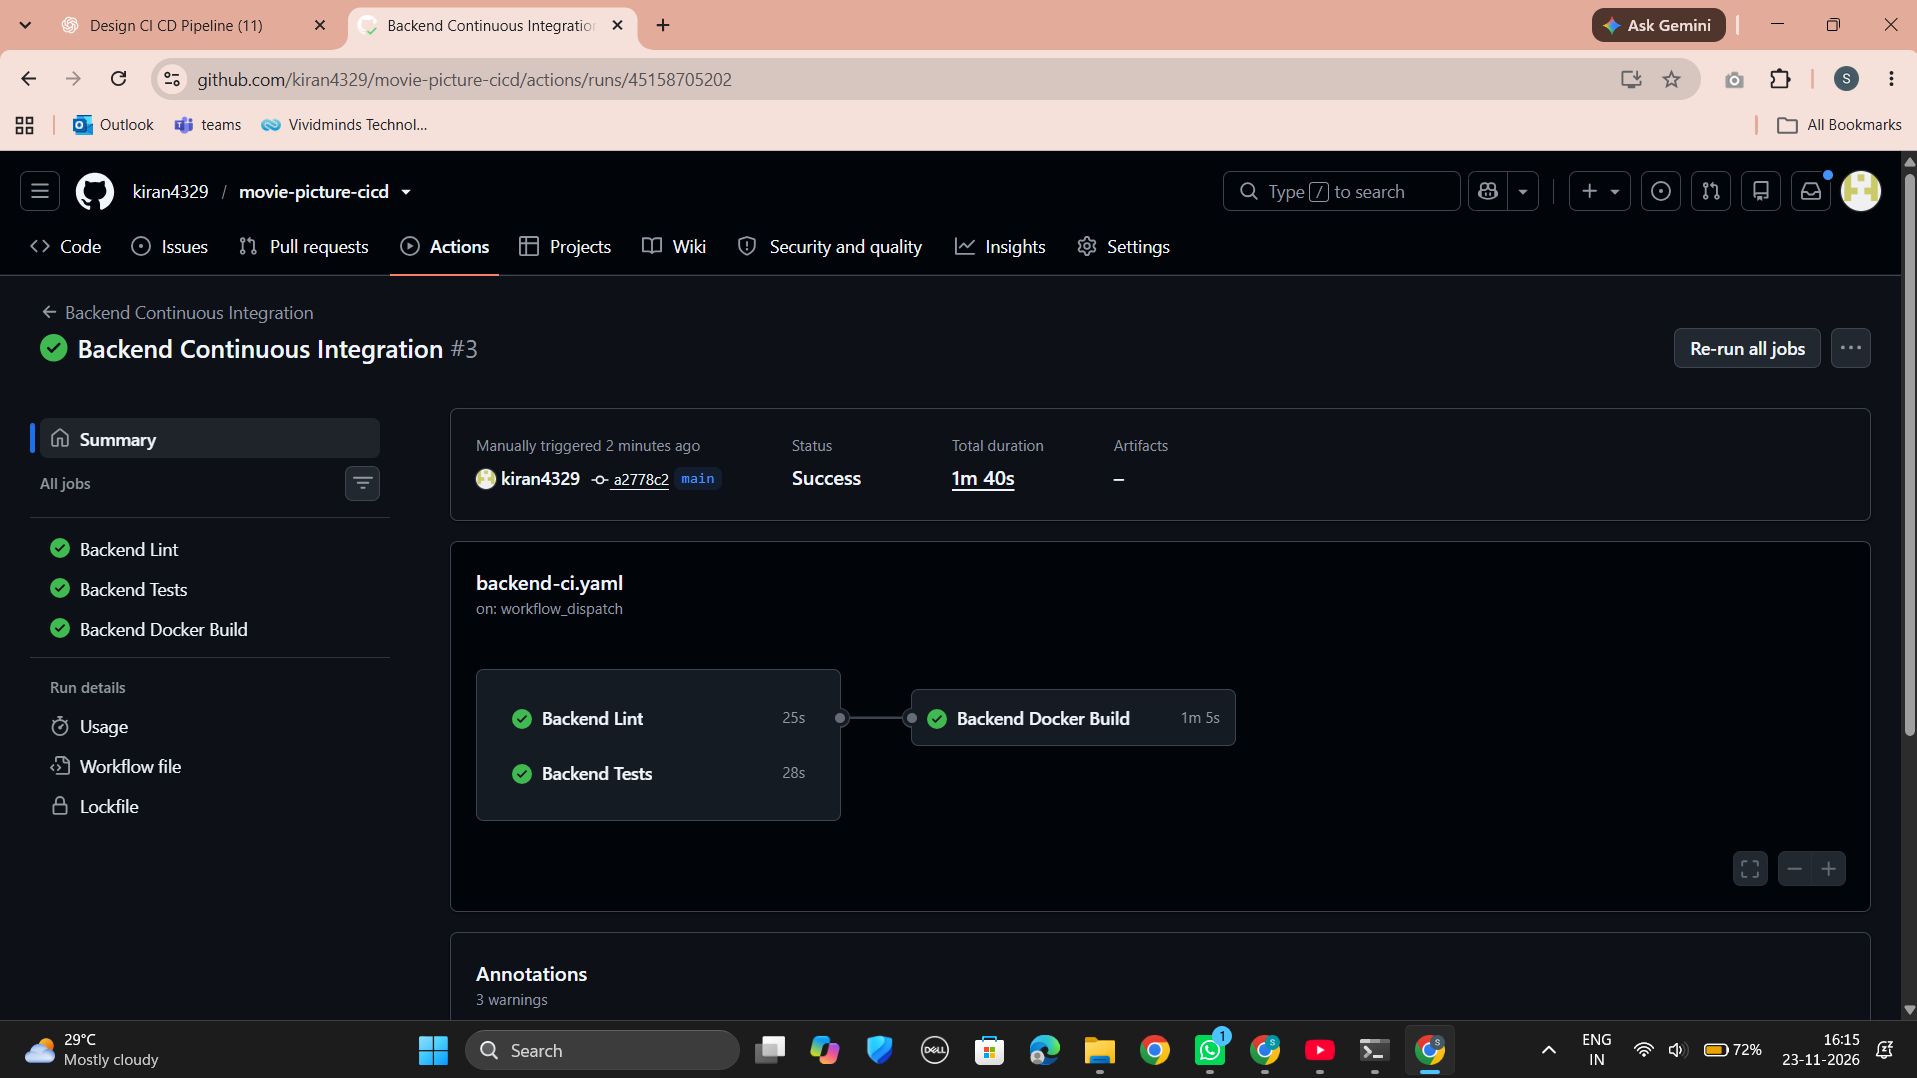 Design CI CD Pipeline (11)
Backend Continuous Integration
Ask Gemini
github.com/kiran4329/movie-picture-cicd/actions/runs/45158705202
S
Outlook
teams
Vividminds Technol...
All Bookmarks
kiran4329 / movie-picture-cicd
Type / to search
Code
Issues
Pull requests
Actions
Projects
Wiki
Security and quality
Insights
Settings
Backend Continuous Integration
Backend Continuous Integration #3
Re-run all jobs
Summary
All jobs
Backend Lint
Backend Tests
Backend Docker Build
Run details
Usage
Workflow file
Lockfile
Manually triggered 2 minutes ago
kiran4329 a2778c2 main
Status
Success
Total duration
1m 40s
Artifacts
–
backend-ci.yaml
on: workflow_dispatch
Backend Lint 25s
Backend Tests 28s
Backend Docker Build 1m 5s
Annotations
3 warnings
29°C
Mostly cloudy
Search
DELL
1
S
S
ENG
IN
72%
16:15
23-11-2026